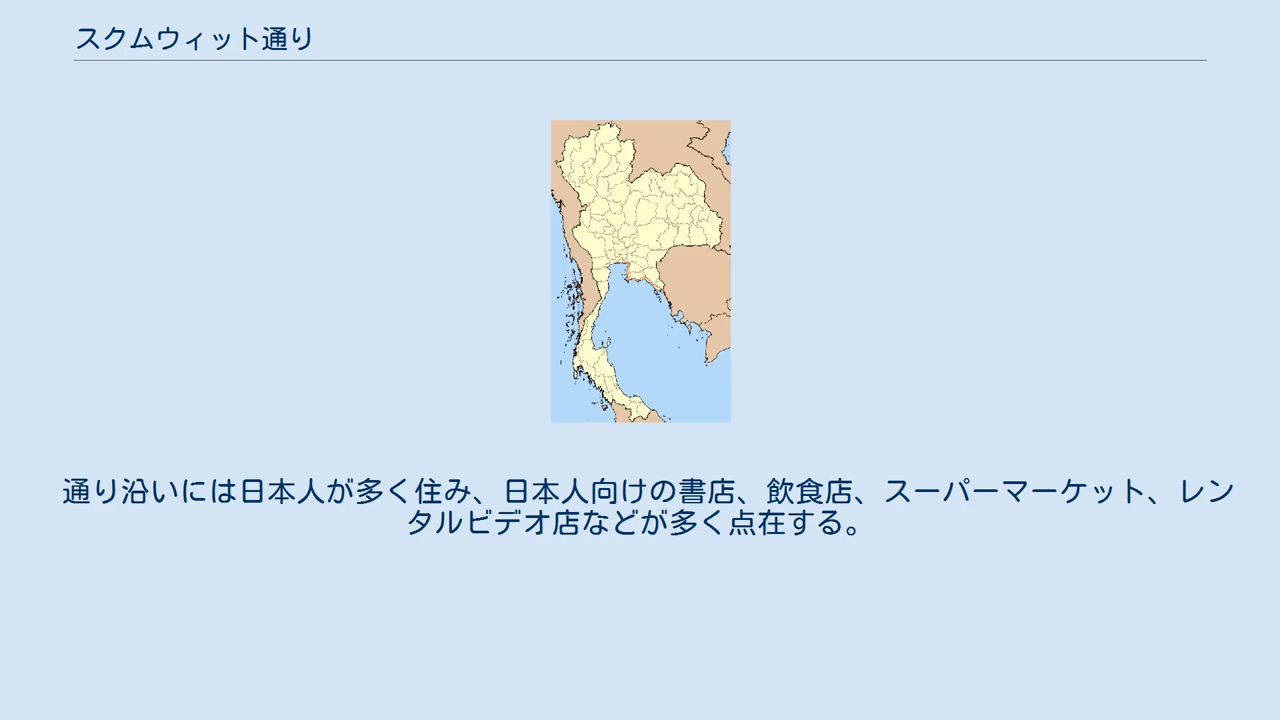 スクムウィット通り
通り沿いには日本人が多く住み、日本人向けの書店、飲食店、スーパーマーケット、レン
タルビデオ店などが多く点在する。